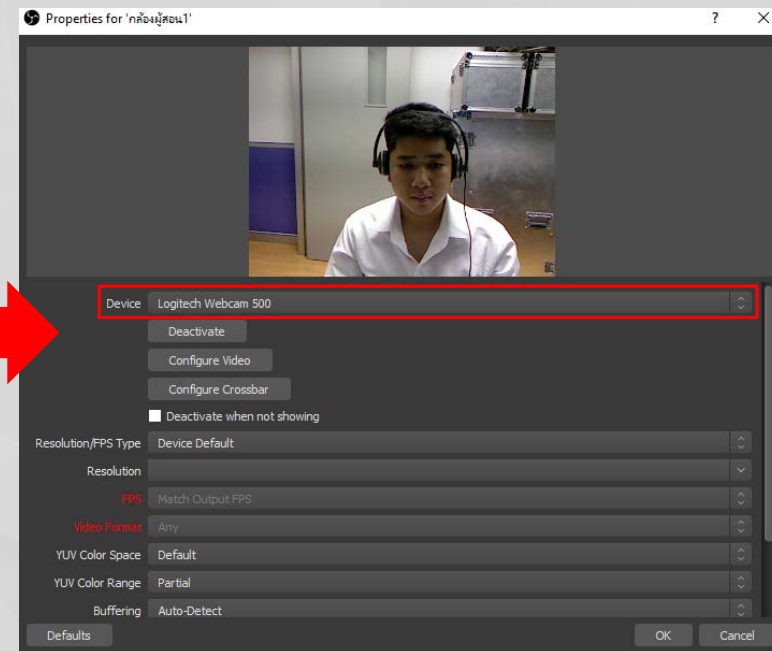 Properties for 'กล้องผู้สอน1'
Device Logitech Webcam 500
Deactivate
Configure Video
Configure Crossbar
Deactivate when not showing
Resolution/FPS Type Device Default
Resolution
FPS Match Output FPS
Video Format Any
YUV Color Space Default
YUV Color Range Partial
Buffering Auto-Detect
Defaults OK Cancel